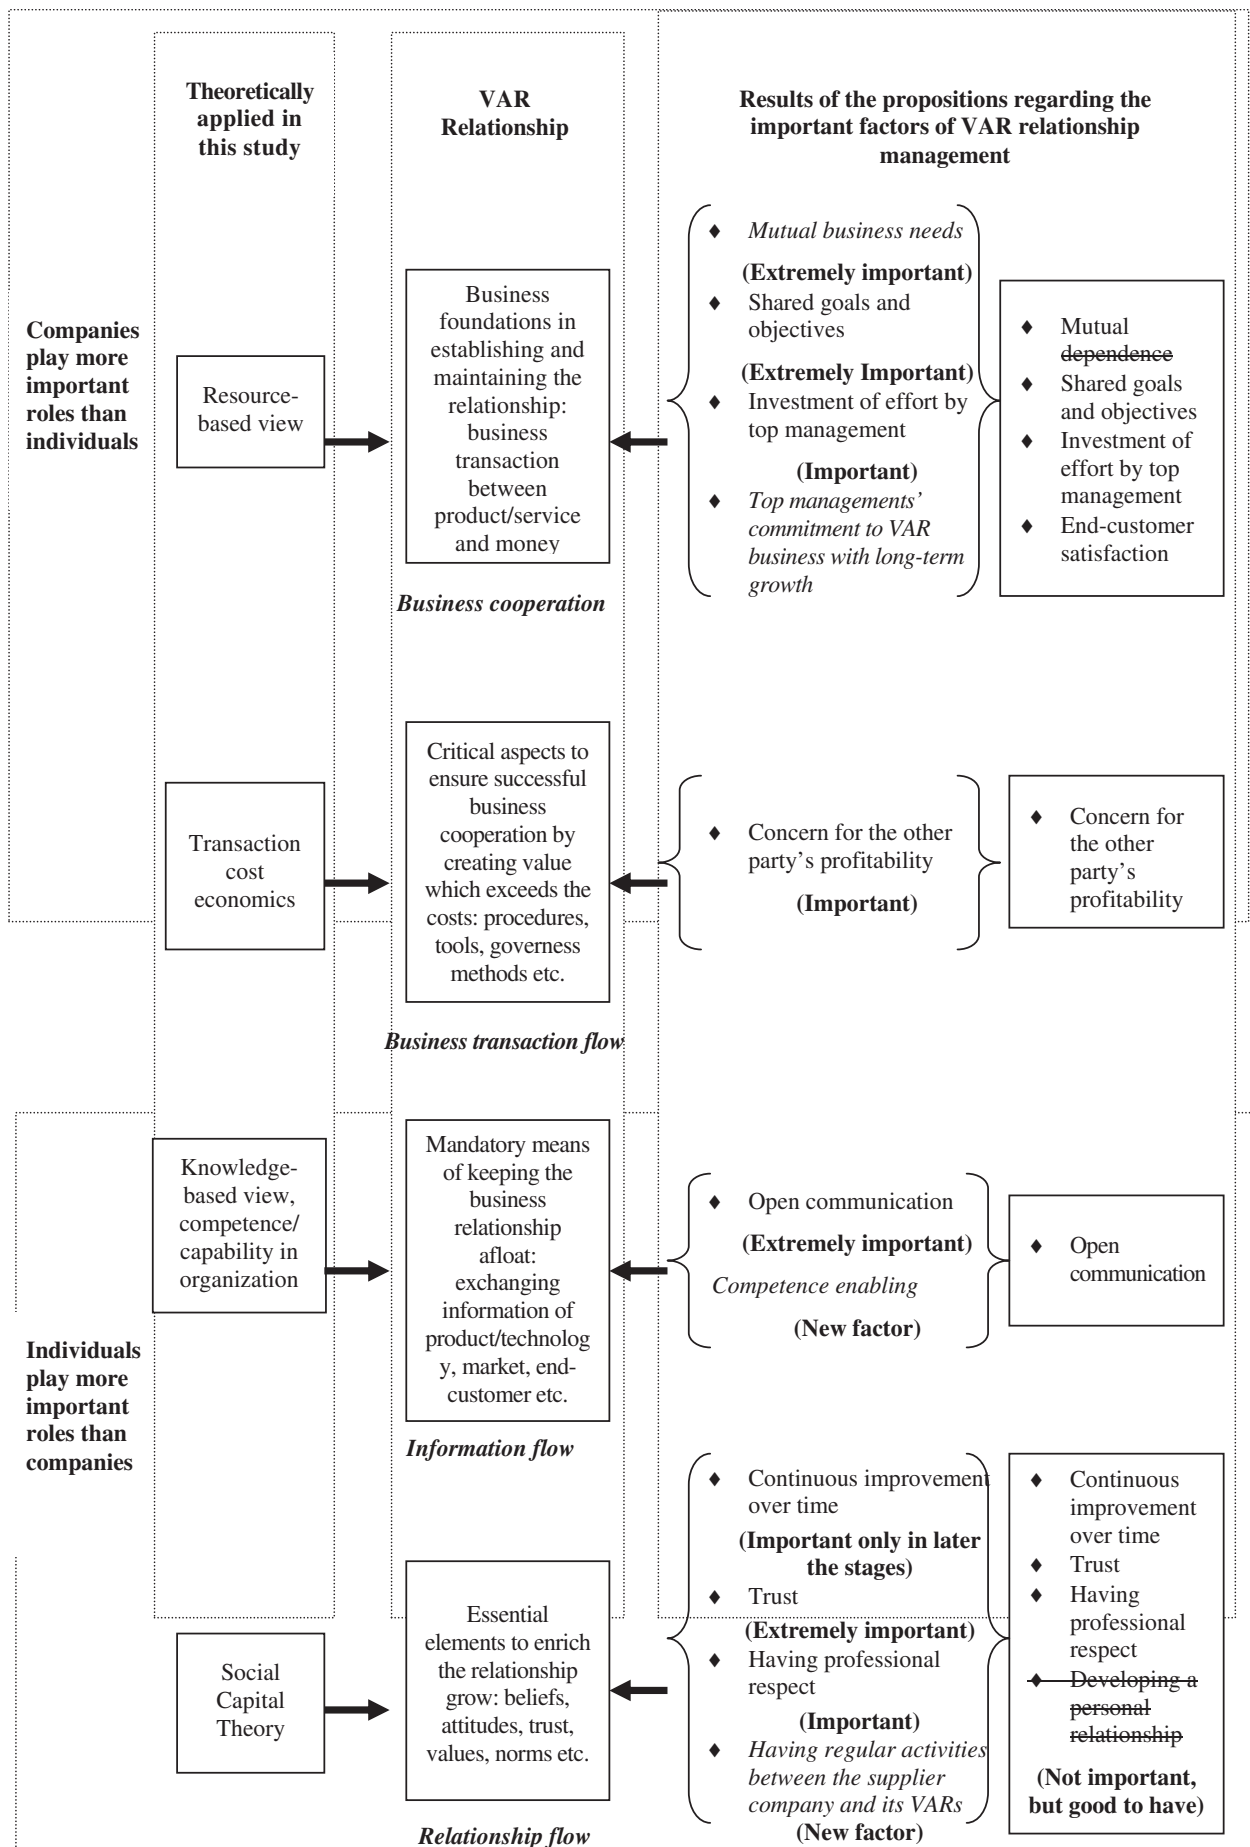 Theoretically
applied in
this study
VAR
Relationship
Results of the propositions regarding the
important factors of VAR relationship
management
Companies
play more
important
roles than
individuals
Resource-
based view
Business
foundations in
establishing and
maintaining the
relationship:
business
transaction
between
product/service
and money
Business cooperation
♦ Mutual business needs
(Extremely important)
♦ Shared goals and
objectives
(Extremely Important)
♦ Investment of effort by
top management
(Important)
♦ Top managements’
commitment to VAR
business with long-term
growth
♦ Mutual
dependence
♦ Shared goals
and objectives
♦ Investment of
effort by top
management
♦ End-customer
satisfaction
Transaction
cost
economics
Critical aspects to
ensure successful
business
cooperation by
creating value
which exceeds the
costs: procedures,
tools, governess
methods etc.
Business transaction flow
♦ Concern for the other
party’s profitability
(Important)
♦ Concern for
the other
party’s
profitability
Individuals
play more
important
roles than
companies
Knowledge-
based view,
competence/
capability in
organization
Mandatory means
of keeping the
business
relationship
afloat:
exchanging
information of
product/technolog
y, market, end-
customer etc.
Information flow
♦ Open communication
(Extremely important)
Competence enabling
(New factor)
♦ Open
communication
Social
Capital
Theory
Essential
elements to enrich
the relationship
grow: beliefs,
attitudes, trust,
values, norms etc.
Relationship flow
♦ Continuous improvement
over time
(Important only in later
the stages)
♦ Trust
(Extremely important)
♦ Having professional
respect
(Important)
♦ Having regular activities
between the supplier
company and its VARs
(New factor)
♦ Continuous
improvement
over time
♦ Trust
♦ Having
professional
respect
♦ Developing a
personal
relationship
(Not important,
but good to have)